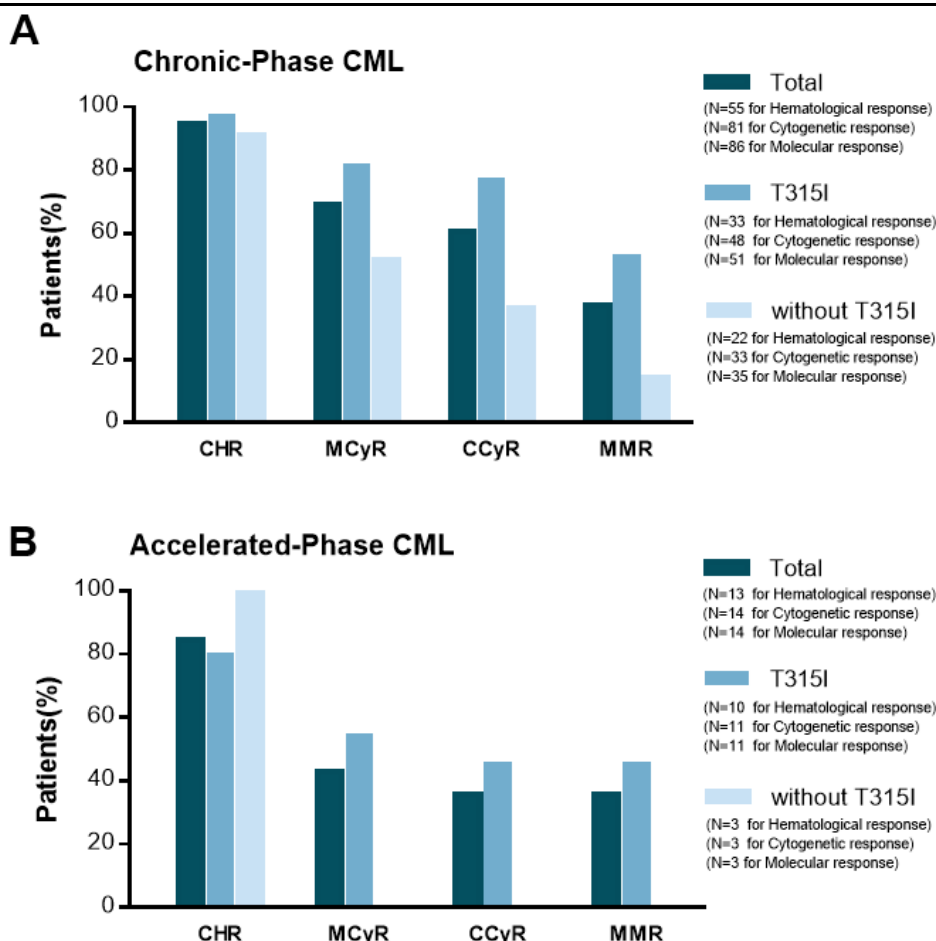 A
Chronic-Phase CML
Patients(%)
100
80
60
40
20
0
CHR MCyR CCyR MMR
Total
(N=55 for Hematological response)
(N=81 for Cytogenetic response)
(N=86 for Molecular response)
T315I
(N=33 for Hematological response)
(N=48 for Cytogenetic response)
(N=51 for Molecular response)
without T315I
(N=22 for Hematological response)
(N=33 for Cytogenetic response)
(N=35 for Molecular response)
B
Accelerated-Phase CML
Patients(%)
100
80
60
40
20
0
CHR MCyR CCyR MMR
Total
(N=13 for Hematological response)
(N=14 for Cytogenetic response)
(N=14 for Molecular response)
T315I
(N=10 for Hematological response)
(N=11 for Cytogenetic response)
(N=11 for Molecular response)
without T315I
(N=3 for Hematological response)
(N=3 for Cytogenetic response)
(N=3 for Molecular response)